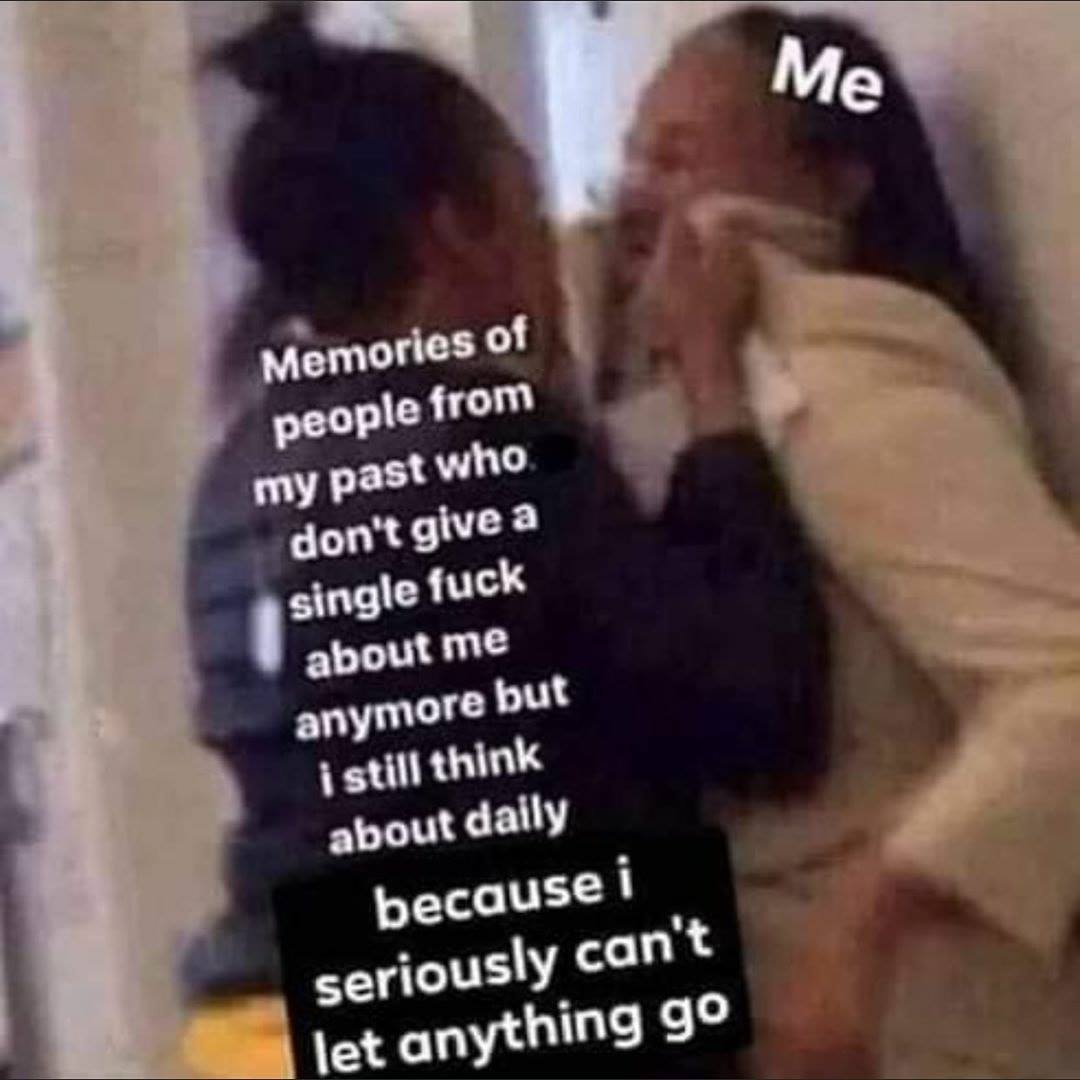 Me
Memories of
people from
my past who
don't give a
single fuck
about me
anymore but
i still think
about daily
because i
seriously can't
let anything go